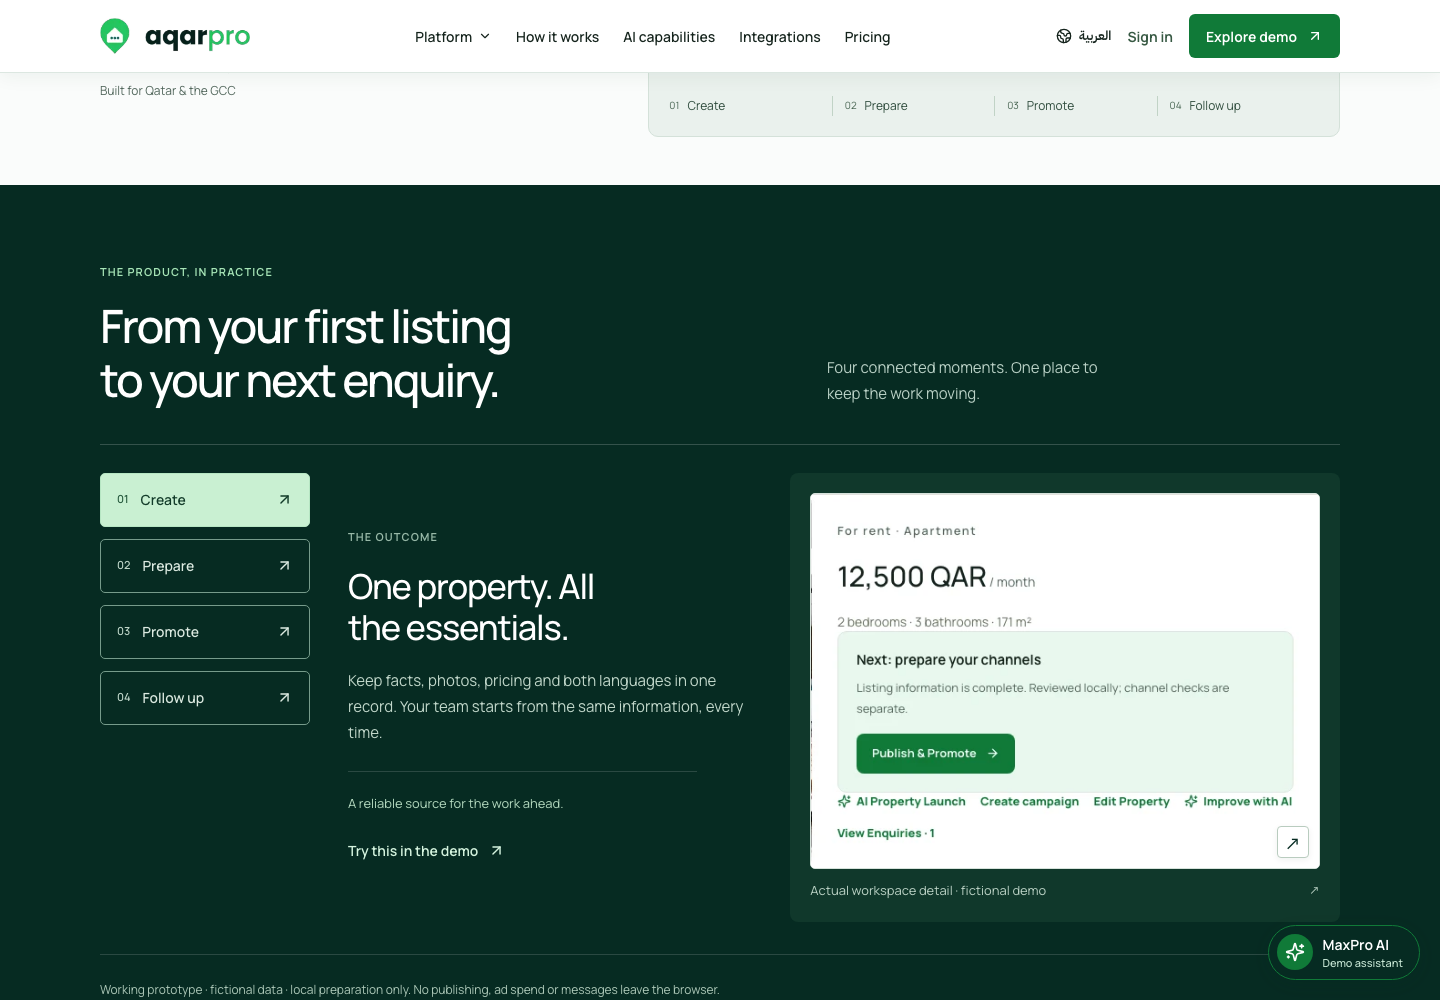 aqarpro
Platform
How it works
AI capabilities
Integrations
Pricing
العربية
Sign in
Explore demo
Built for Qatar & the GCC
01 Create
02 Prepare
03 Promote
04 Follow up
THE PRODUCT, IN PRACTICE
From your first listing
to your next enquiry.
Four connected moments. One place to
keep the work moving.
01 Create
02 Prepare
03 Promote
04 Follow up
THE OUTCOME
One property. All
the essentials.
Keep facts, photos, pricing and both languages in one
record. Your team starts from the same information, every
time.
A reliable source for the work ahead.
Try this in the demo
For rent · Apartment
12,500 QAR / month
2 bedrooms · 3 bathrooms · 171 m²
Next: prepare your channels
Listing information is complete. Reviewed locally; channel checks are
separate.
Publish & Promote →
AI Property Launch
Create campaign
Edit Property
Improve with AI
View Enquiries · 1
Actual workspace detail · fictional demo ↗
MaxPro AI
Demo assistant
Working prototype · fictional data · local preparation only. No publishing, ad spend or messages leave the browser.